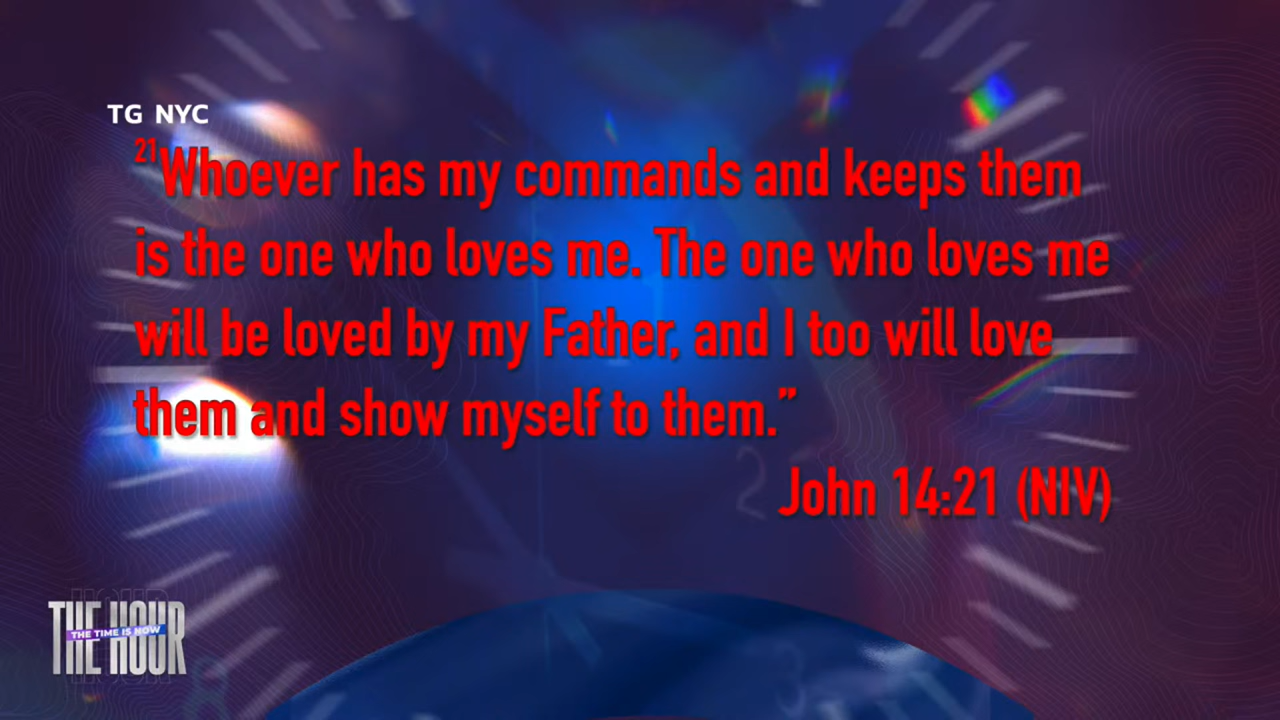 TG NYC
21Whoever has my commands and keeps them
is the one who loves me. The one who loves me
will be loved by my Father, and I too will love
them and show myself to them.”
John 14:21 (NIV)
THE HOUR
THE TIME IS NOW